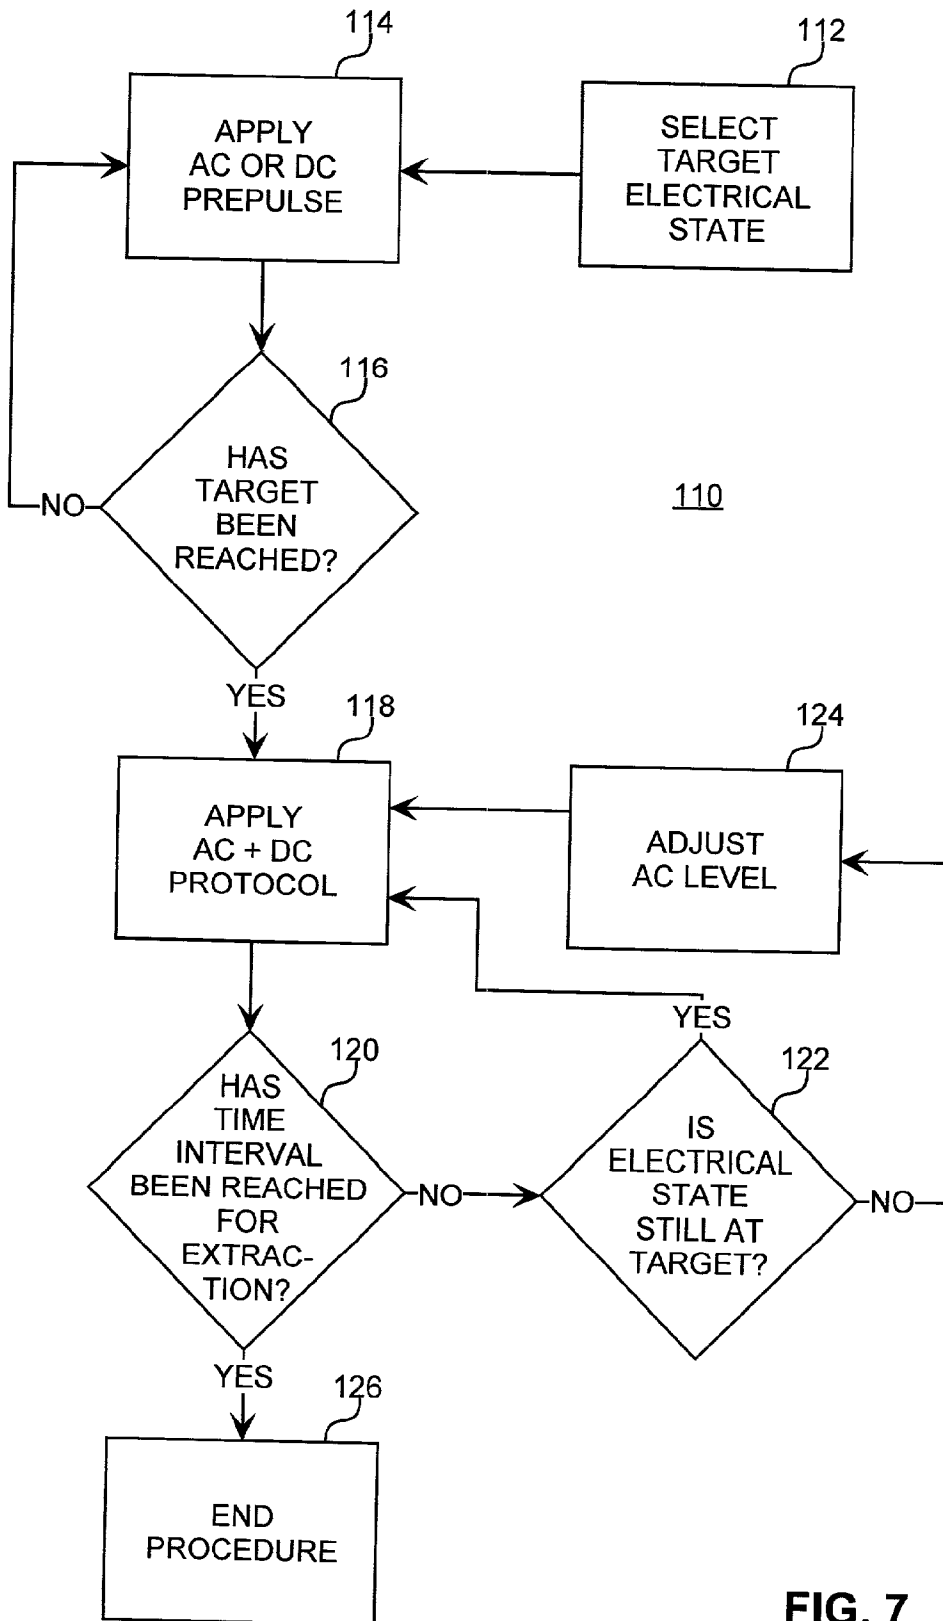 114
APPLY
AC OR DC
PREPULSE
112
SELECT
TARGET
ELECTRICAL
STATE
116
HAS
TARGET
BEEN
REACHED?
NO
110
YES
118
APPLY
AC + DC
PROTOCOL
124
ADJUST
AC LEVEL
120
HAS
TIME
INTERVAL
BEEN REACHED
FOR
EXTRAC-
TION?
NO
YES
122
IS
ELECTRICAL
STATE
STILL AT
TARGET?
NO
YES
126
END
PROCEDURE
FIG. 7